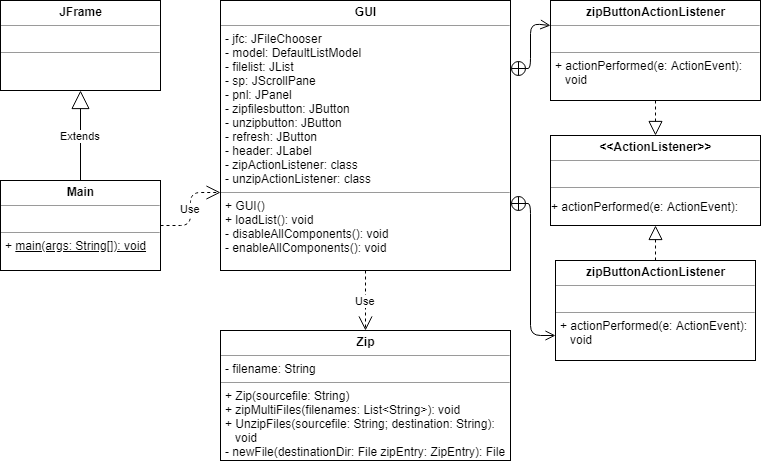 JFrame
Extends
Main
+ main(args: String[]): void
Use
GUI
- jfc: JFileChooser
- model: DefaultListModel
- filelist: JList
- sp: JScrollPane
- pnl: JPanel
- zipfilesbutton: JButton
- unzipbutton: JButton
- refresh: JButton
- header: JLabel
- zipActionListener: class
- unzipActionListener: class
+ GUI()
+ loadList(): void
- disableAllComponents(): void
- enableAllComponents(): void
Use
Zip
- filename: String
+ Zip(sourcefile: String)
+ zipMultiFiles(filenames: List<String>): void
+ UnzipFiles(sourcefile: String; destination: String):
void
- newFile(destinationDir: File zipEntry: ZipEntry): File
zipButtonActionListener
+ actionPerformed(e: ActionEvent):
void
<<ActionListener>>
+ actionPerformed(e: ActionEvent):
zipButtonActionListener
+ actionPerformed(e: ActionEvent):
void